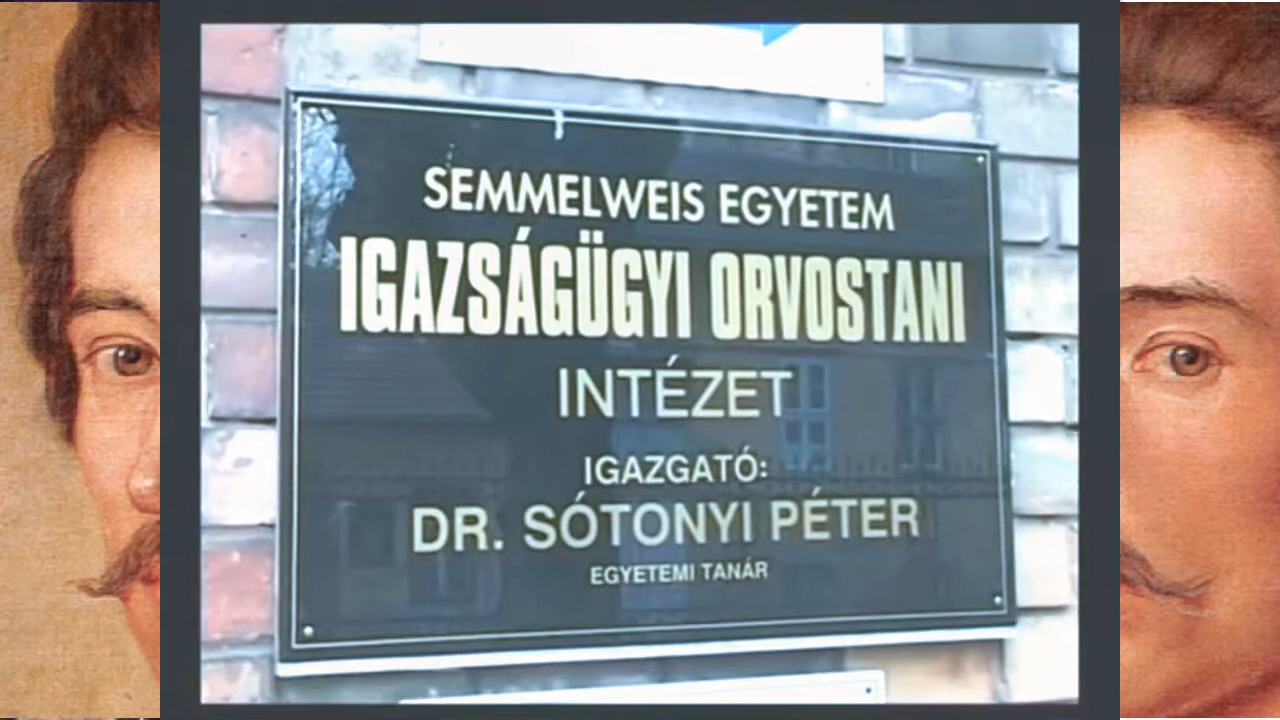 SEMMELWEIS EGYETEM
IGAZSÁGÜGYI ORVOSTANI
INTÉZET
IGAZGATÓ:
DR. SÓTONYI PÉTER
EGYETEMI TANÁR